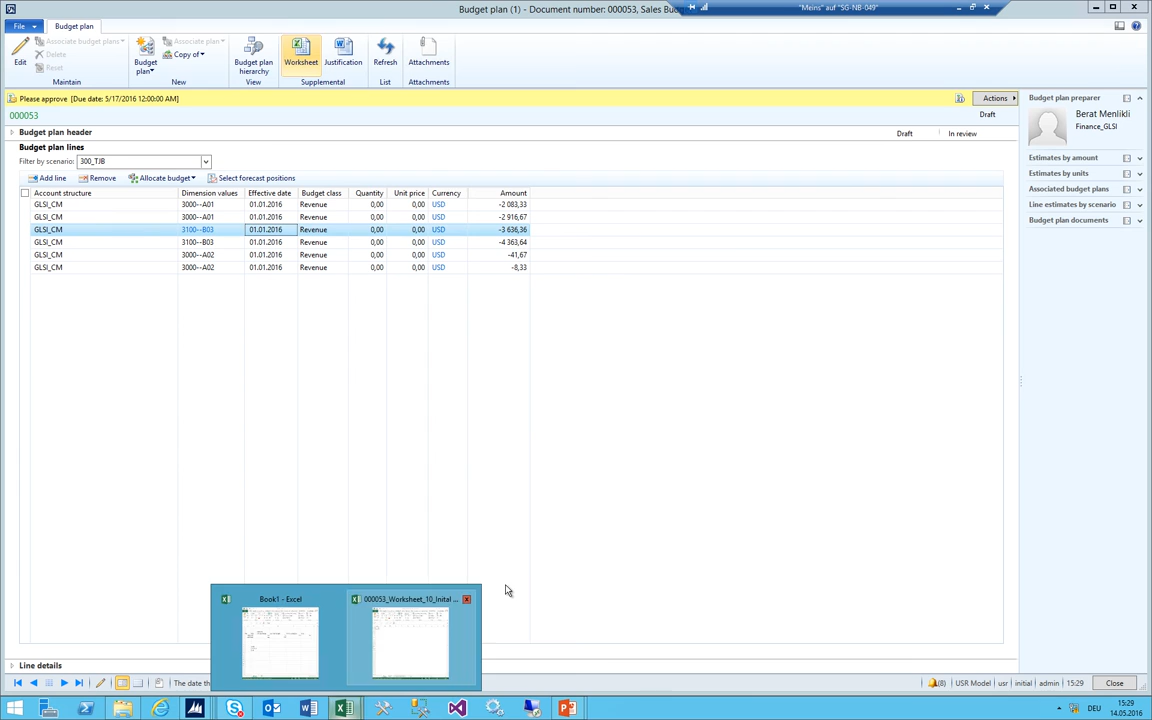 Budget plan (1) - Document number: 000053, Sales Bud
"Meins" auf "SG-NB-049"
File
Budget plan
Edit
Associate budget plans
Delete
Reset
Maintain
Budget plan
Associate plan
Copy of
New
Budget plan hierarchy
View
Worksheet
Justification
Supplemental
Refresh
List
Attachments
Attachments
Please approve [Due date: 5/17/2016 12:00:00 AM]
Actions
000053
Draft
Budget plan header
Draft
In review
Budget plan lines
Filter by scenario: 300_TJB
Add line
Remove
Allocate budget
Select forecast positions
Account structure Dimension values Effective date Budget class Quantity Unit price Currency Amount
GLSI_CM 3000--A01 01.01.2016 Revenue 0,00 0,00 USD -2 083,33
GLSI_CM 3000--A01 01.01.2016 Revenue 0,00 0,00 USD -2 916,67
GLSI_CM 3100--B03 01.01.2016 Revenue 0,00 0,00 USD -3 636,36
GLSI_CM 3100--B03 01.01.2016 Revenue 0,00 0,00 USD -4 363,64
GLSI_CM 3000--A02 01.01.2016 Revenue 0,00 0,00 USD -41,67
GLSI_CM 3000--A02 01.01.2016 Revenue 0,00 0,00 USD -8,33
Budget plan preparer
Berat Menlikli
Finance_GLSI
Estimates by amount
Estimates by units
Associated budget plans
Line estimates by scenario
Budget plan documents
Book1 - Excel
000053_Worksheet_10_Inital ...
Line details
The date th
(8)
USR Model
usr
initial
admin
15:29
Close
DEU
15:29
14.05.2016